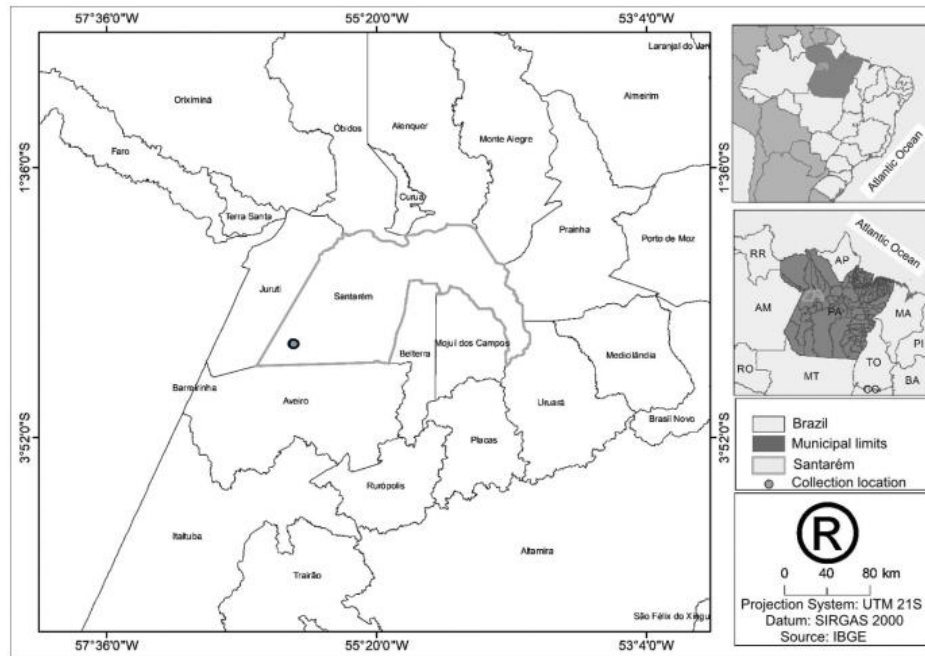 57°36'0"W
55°20'0"W
53°4'0"W
Laranjal do Jari
Oriximiná
Almeirim
Óbidos
Alenquer
Monte Alegre
Faro
1°36'0"S
1°36'0"S
Curuá
Terra Santa
Prainha
Porto de Moz
Juruti
Santarém
Belterra
Mojuí dos Campos
Medicilândia
Barreirinha
Aveiro
Uruará
Brasil Novo
Placas
3°52'0"S
3°52'0"S
Rurópolis
Itaituba
Altamira
Trairão
São Félix do Xingu
57°36'0"W
55°20'0"W
53°4'0"W
Atlantic Ocean
Atlantic Ocean
RR
AP
AM
PA
MA
PI
TO
RO
MT
GO
BA
Brazil
Municipal limits
Santarém
Collection location
R
0 40 80 km
Projection System: UTM 21S
Datum: SIRGAS 2000
Source: IBGE